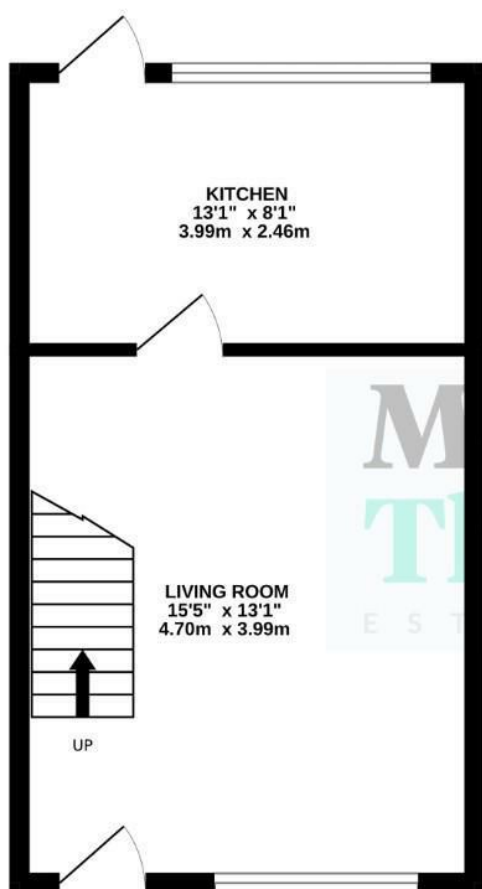 KITCHEN
13'1" x 8'1"
3.99m x 2.46m
LIVING ROOM
15'5" x 13'1"
4.70m x 3.99m
UP